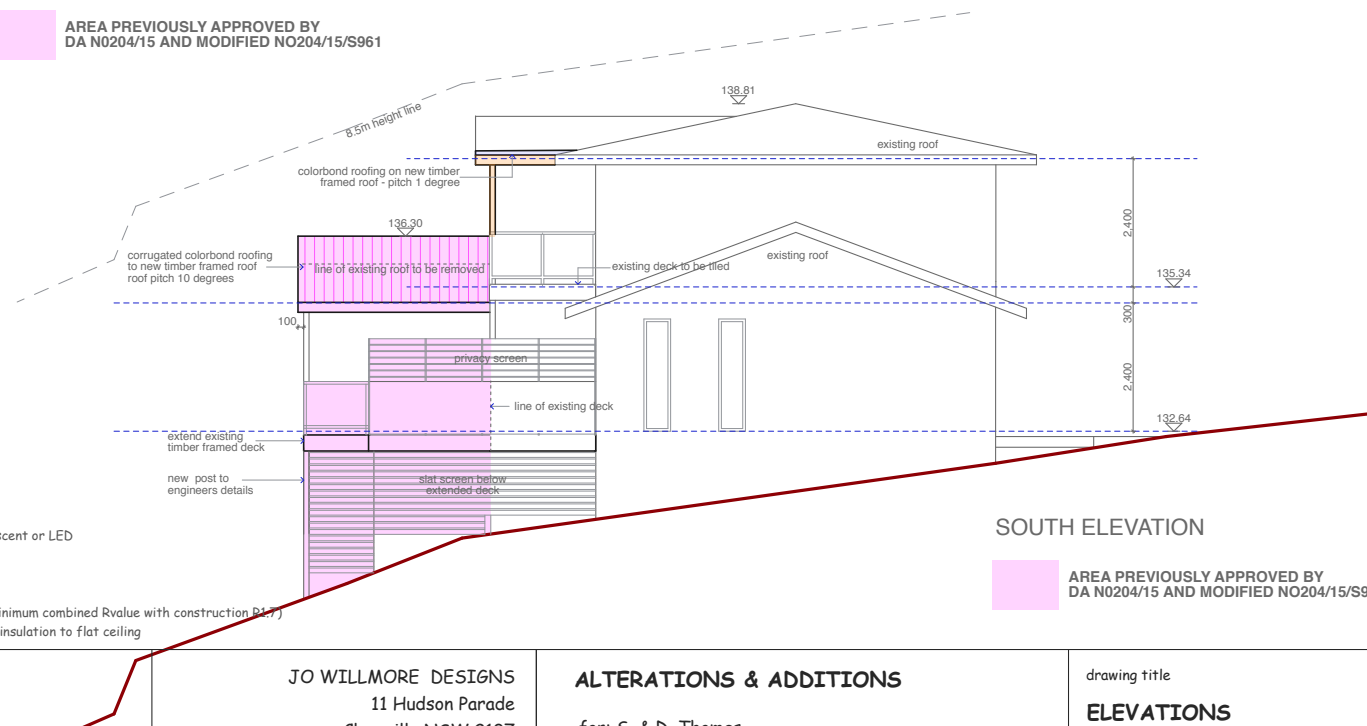 AREA PREVIOUSLY APPROVED BY
DA N0204/15 AND MODIFIED NO204/15/S961
138.81
8.5m height line
existing roof
colorbond roofing on new timber
framed roof - pitch 1 degree
136.30
2,400
corrugated colorbond roofing
to new timber framed roof
roof pitch 10 degrees
line of existing roof to be removed
existing deck to be tiled
existing roof
135.34
100
300
privacy screen
2,400
line of existing deck
132.64
extend existing
timber framed deck
new post to
engineers details
slat screen below
extended deck
SOUTH ELEVATION
scent or LED
AREA PREVIOUSLY APPROVED BY
DA N0204/15 AND MODIFIED NO204/15/S9
inimum combined Rvalue with construction R1.7)
insulation to flat ceiling
JO WILLMORE DESIGNS
11 Hudson Parade
ALTERATIONS & ADDITIONS
drawing title
ELEVATIONS